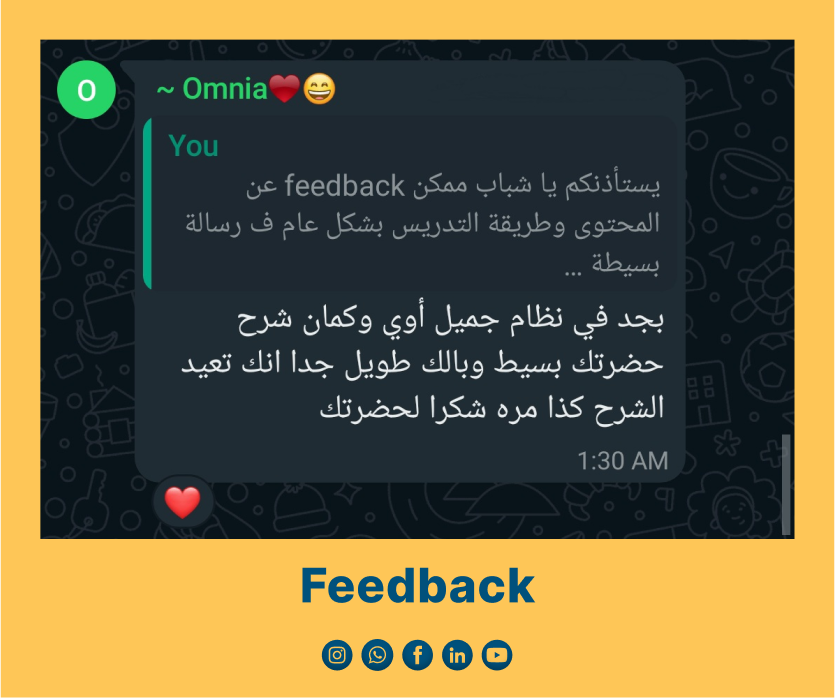 O
~ Omnia❤️😄
You
يستأذنكم يا شباب ممكن feedback عن
المحتوى وطريقة التدريس بشكل عام ف رسالة
بسيطة ...
بجد في نظام جميل أوي وكمان شرح
حضرتك بسيط وبالك طويل جدا انك تعيد
الشرح كذا مره شكرا لحضرتك
1:30 AM
❤️
Feedback